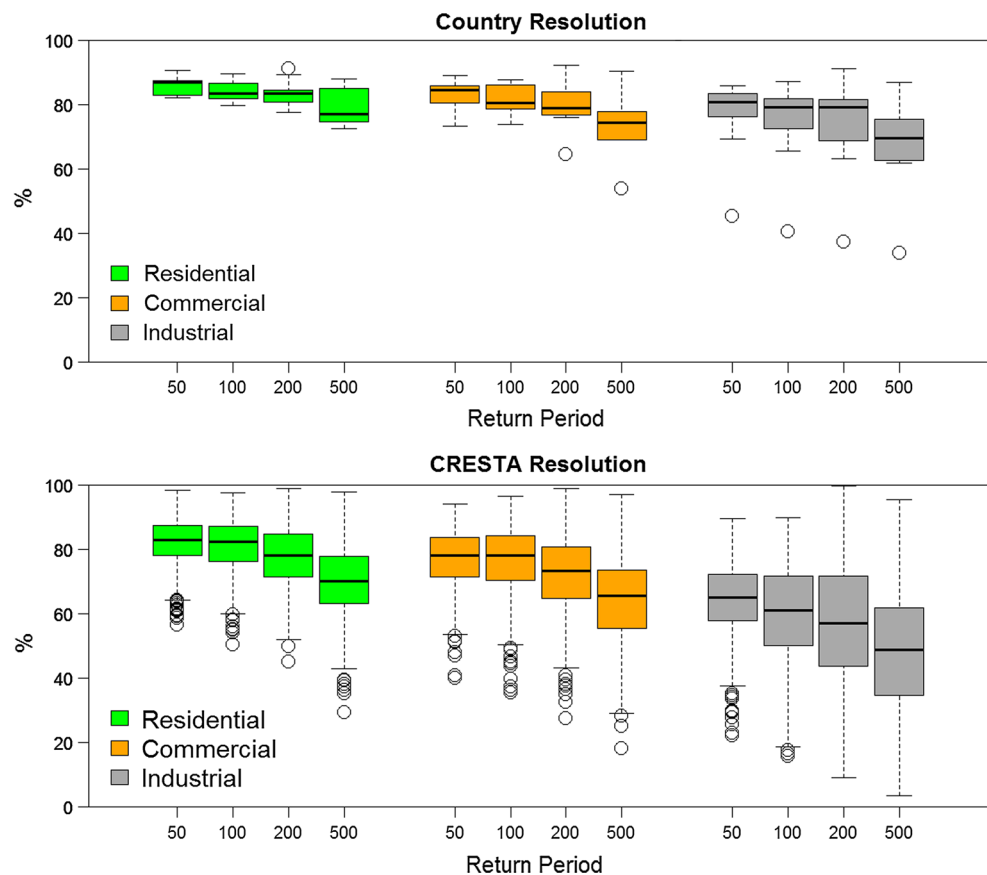 Country Resolution
100
80
60
40
20
0
%
Residential
Commercial
Industrial
50 100 200 500 50 100 200 500 50 100 200 500
Return Period
CRESTA Resolution
100
80
60
40
20
0
%
Residential
Commercial
Industrial
50 100 200 500 50 100 200 500 50 100 200 500
Return Period